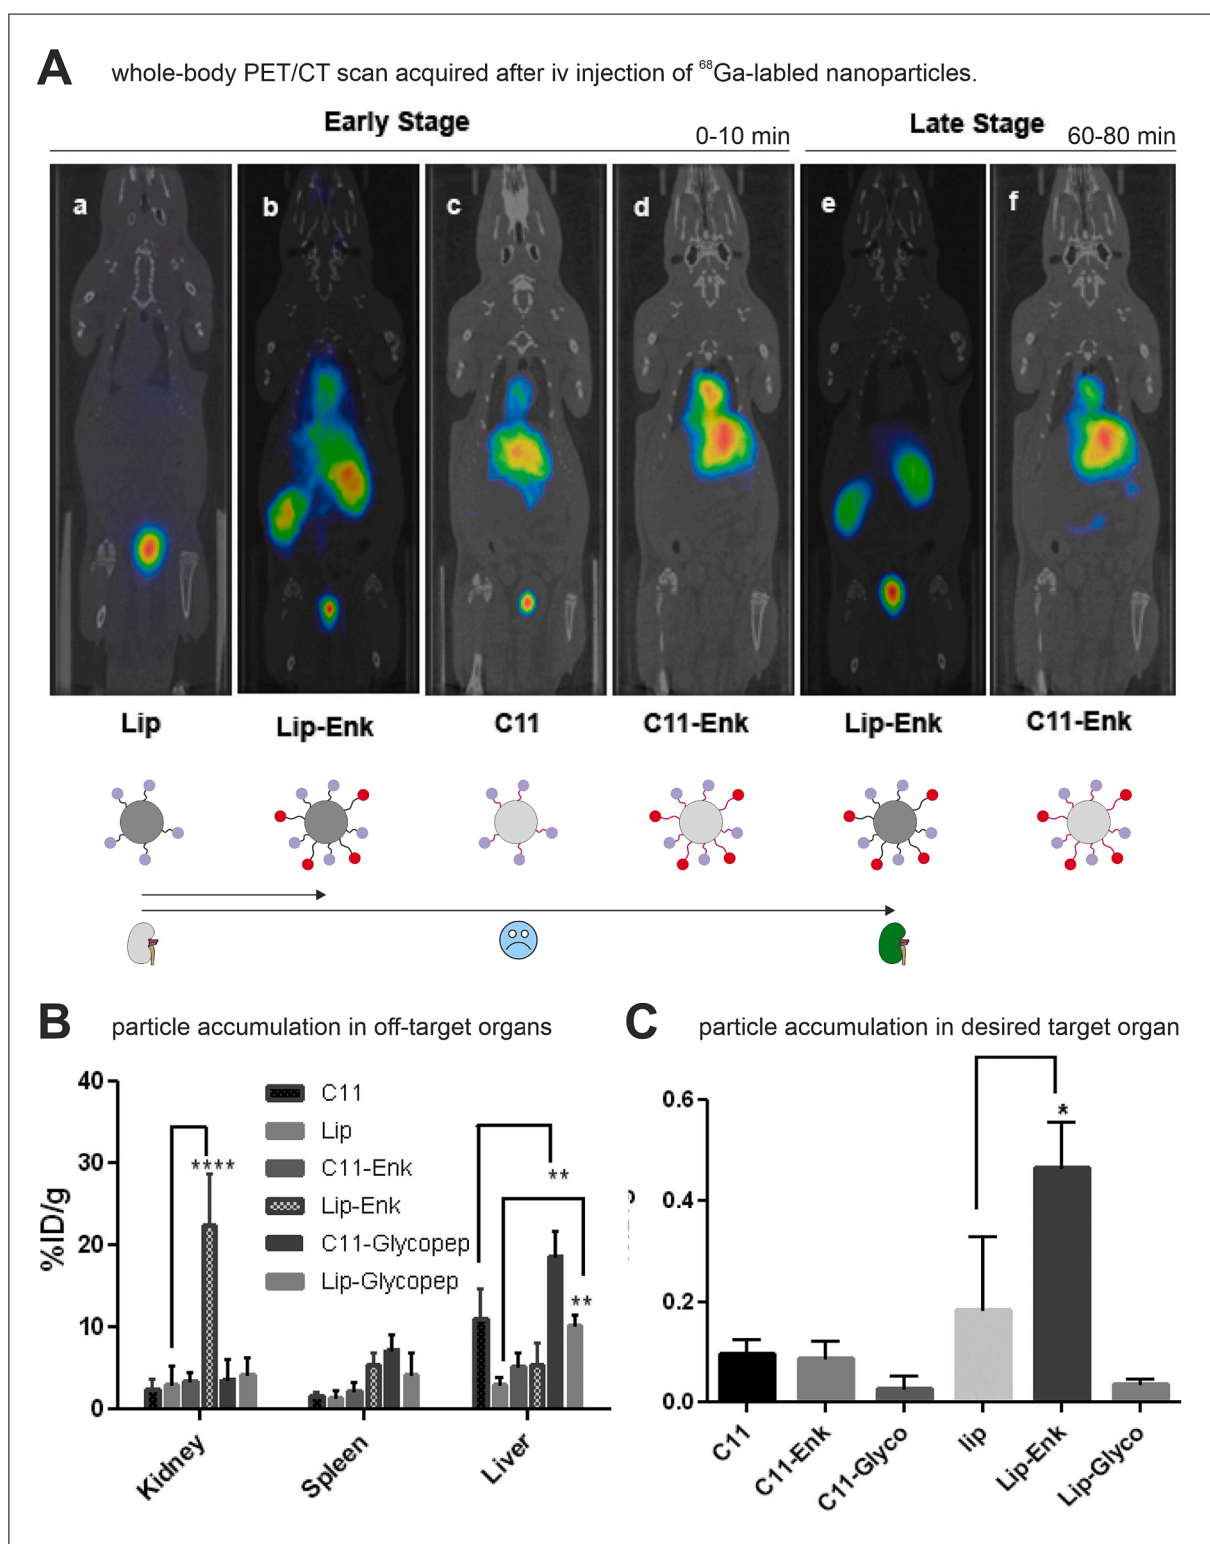 A whole-body PET/CT scan acquired after iv injection of ⁶⁸Ga-labled nanoparticles.
Early Stage 0-10 min Late Stage 60-80 min
a b c d e f
Lip Lip-Enk C11 C11-Enk Lip-Enk C11-Enk
B particle accumulation in off-target organs
40
30
20
10
0
%ID/g
C11
Lip
C11-Enk
Lip-Enk
C11-Glycopep
Lip-Glycopep
****
**
**
Kidney Spleen Liver
C particle accumulation in desired target organ
0.6
0.4
0.2
0.0
*
C11 C11-Enk C11-Glyco lip Lip-Enk Lip-Glyco